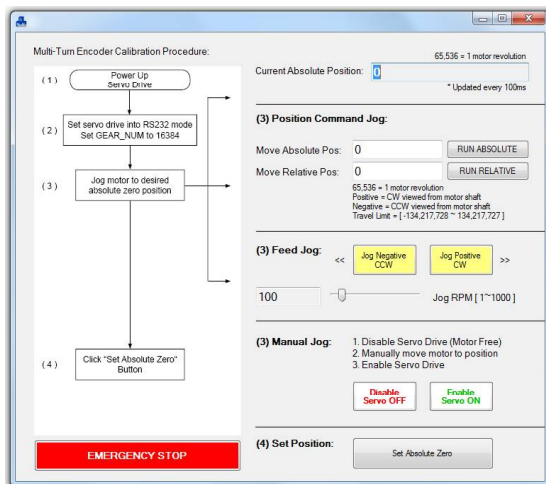 Multi-Turn Encoder Calibration Procedure:
( 1 )
Power Up
Servo Drive
( 2 )
Set servo drive into RS232 mode
Set GEAR_NUM to 16384
( 3 )
Jog motor to desired
absolute zero position
( 4 )
Click "Set Absolute Zero"
Button
EMERGENCY STOP
65,536 = 1 motor revolution
Current Absolute Position: 0
* Updated every 100ms
(3) Position Command Jog:
Move Absolute Pos: 0 RUN ABSOLUTE
Move Relative Pos: 0 RUN RELATIVE
65,536 = 1 motor revolution
Positive = CW viewed from motor shaft
Negative = CCW viewed from motor shaft
Travel Limit = [ -134,217,728 ~ 134,217,727 ]
(3) Feed Jog:
<<
Jog Negative
CCW
Jog Positive
CW
>>
100
Jog RPM [ 1~1000 ]
(3) Manual Jog:
1. Disable Servo Drive (Motor Free)
2. Manually move motor to position
3. Enable Servo Drive
Disable
Servo OFF
Enable
Servo ON
(4) Set Position:
Set Absolute Zero